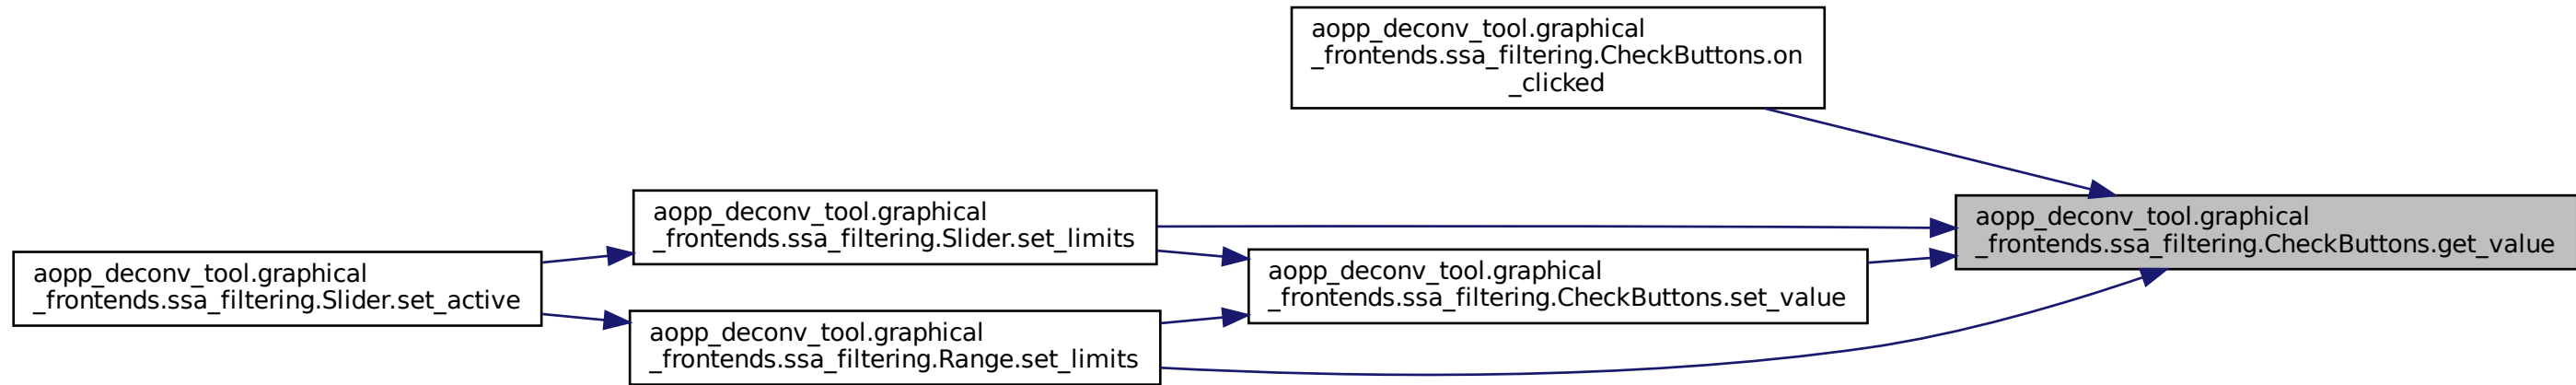 aopp_deconv_tool.graphical
_frontends.ssa_filtering.CheckButtons.on
_clicked
aopp_deconv_tool.graphical
_frontends.ssa_filtering.Slider.set_limits
aopp_deconv_tool.graphical
_frontends.ssa_filtering.CheckButtons.get_value
aopp_deconv_tool.graphical
_frontends.ssa_filtering.Slider.set_active
aopp_deconv_tool.graphical
_frontends.ssa_filtering.CheckButtons.set_value
aopp_deconv_tool.graphical
_frontends.ssa_filtering.Range.set_limits